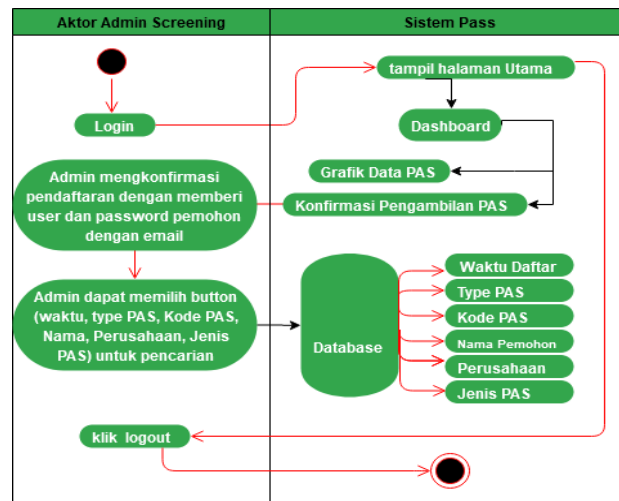 Aktor Admin Screening
Sistem Pass
tampil halaman Utama
Login
Dashboard
Grafik Data PAS
Admin mengkonfirmasi
pendaftaran dengan memberi
user dan password pemohon
dengan email
Konfirmasi Pengambilan PAS
Admin dapat memilih button
(waktu, type PAS, Kode PAS,
Nama, Perusahaan, Jenis
PAS) untuk pencarian
Database
Waktu Daftar
Type PAS
Kode PAS
Nama Pemohon
Perusahaan
Jenis PAS
klik logout